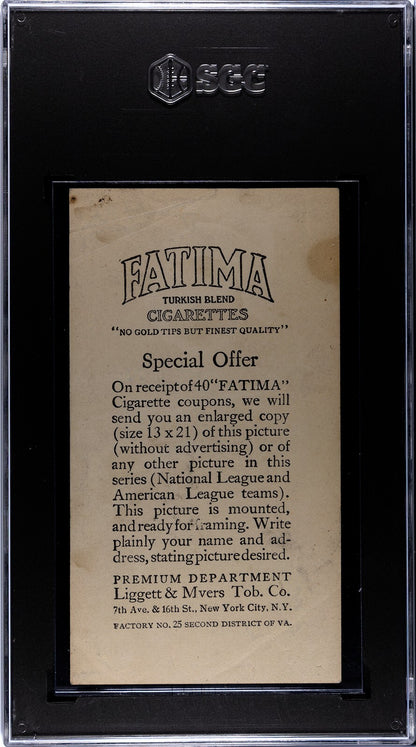 SGC
FATIMA
TURKISH BLEND
CIGARETTES
"NO GOLD TIPS BUT FINEST QUALITY"
Special Offer
On receipt of 40 "FATIMA"
Cigarette coupons, we will
send you an enlarged copy
(size 13 x 21) of this picture
(without advertising) or of
any other picture in this
series (National League and
American League teams).
This picture is mounted,
and ready for framing. Write
plainly your name and ad-
dress, stating picture desired.
PREMIUM DEPARTMENT
Liggett & Myers Tob. Co.
7th Ave. & 16th St., New York City, N.Y.
FACTORY NO. 25 SECOND DISTRICT OF VA.